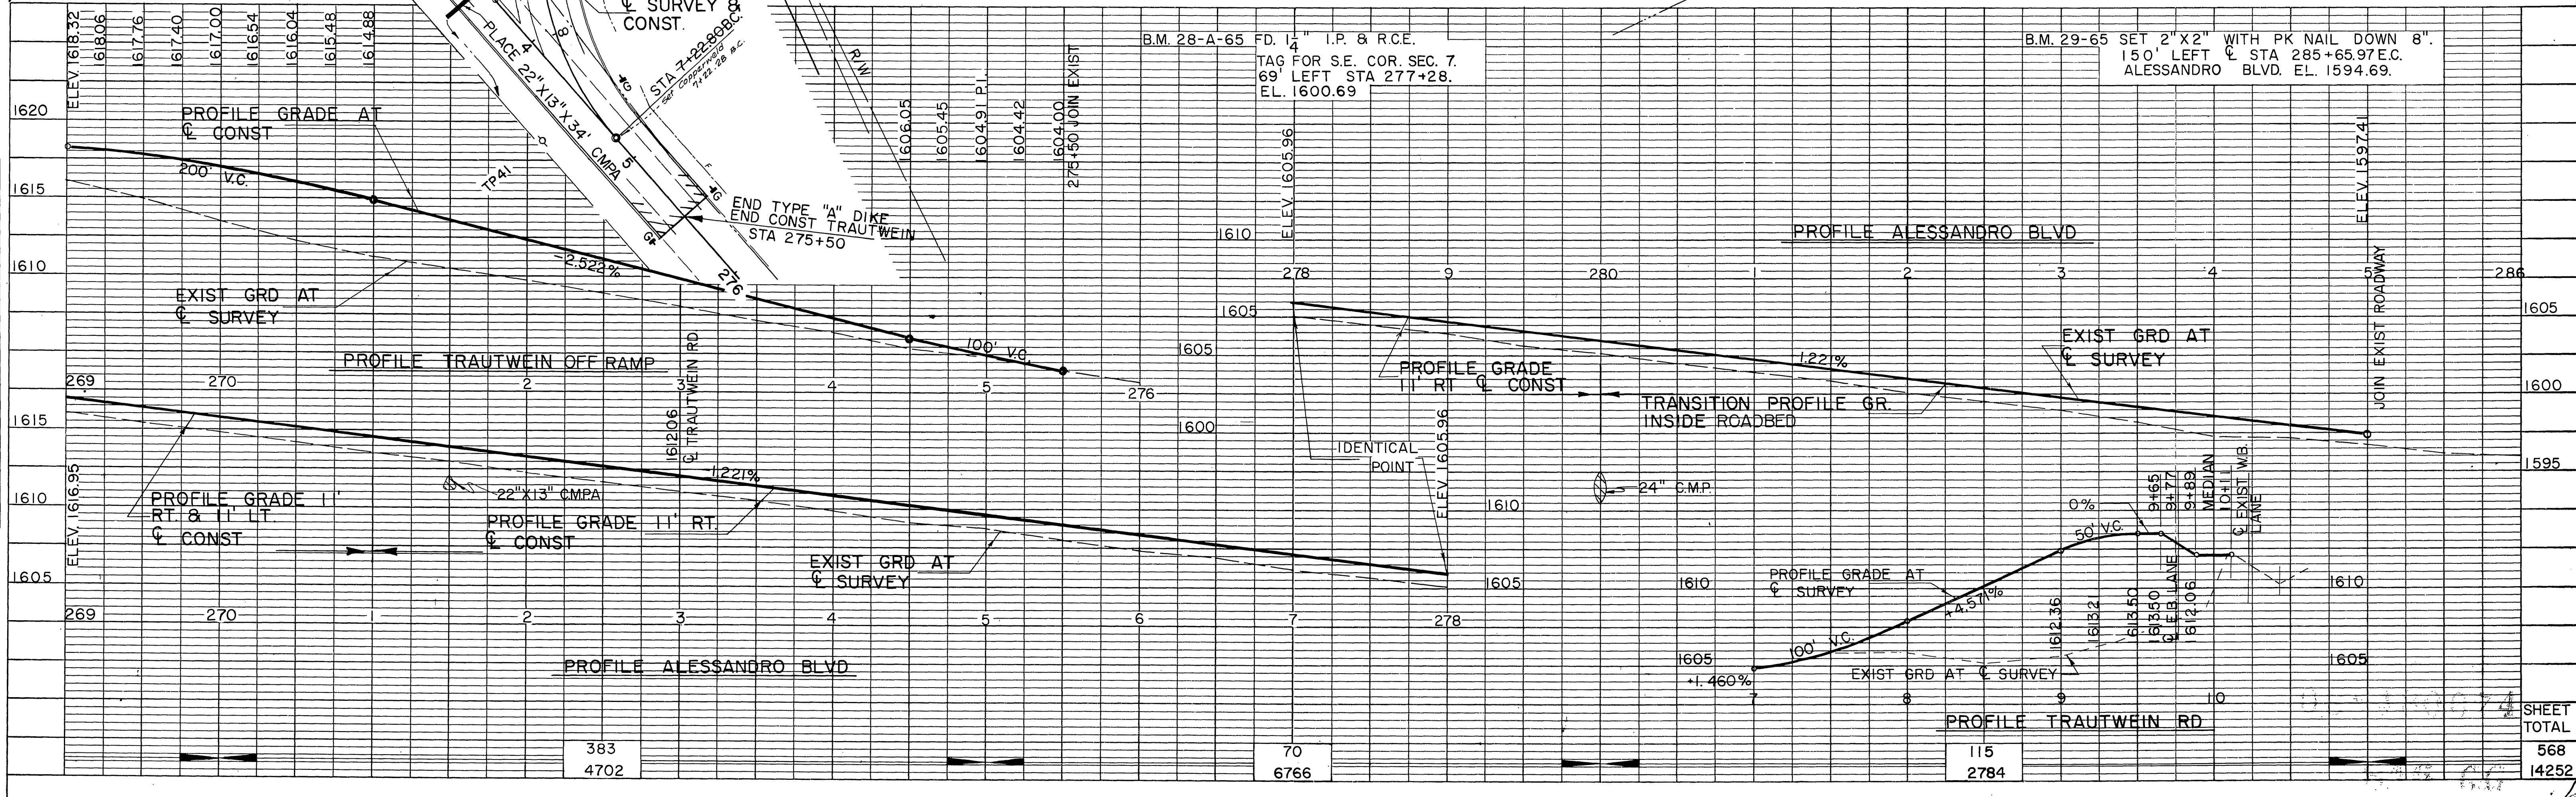 ELEV. 1618.32
1618.06
1617.76
1617.40
1617.00
1616.54
1616.04
1615.48
1614.88
℄ SURVEY &
CONST.
PLACE 22"X13"X34' CMPA
4
8
5
STA 7+22.80 B.C.
Set Copperweld
7+22.28 B.C.
R/W
TP41
G
G
G
F
END TYPE "A" DIKE
END CONST TRAUTWEIN
STA 275+50
276
1606.05
1605.45
1604.91 P.I.
1604.42
1604.00
275+50 JOIN EXIST
B.M. 28-A-65 FD. 1¼" I.P. & R.C.E.
TAG FOR S.E. COR. SEC. 7.
69' LEFT STA 277+28.
EL. 1600.69
B.M. 29-65 SET 2"X2" WITH PK NAIL DOWN 8".
150' LEFT ℄ STA 285+65.97 E.C.
ALESSANDRO BLVD. EL. 1594.69.
1620
1615
1610
PROFILE GRADE AT
℄ CONST
200' V.C.
-2.522%
EXIST GRD AT
℄ SURVEY
PROFILE TRAUTWEIN OFF RAMP
100' V.C.
269
270
2
3
4
5
276
1610
1605
1600
ELEV. 1605.96
ELEV. 1597.41
PROFILE ALESSANDRO BLVD
278
9
280
1
2
3
4
5
286
1605
1605
1600
1595
PROFILE GRADE
11' RT ℄ CONST
1.221%
EXIST GRD AT
℄ SURVEY
JOIN EXIST ROADWAY
TRANSITION PROFILE GR.
INSIDE ROADBED
IDENTICAL
POINT
ELEV. 1605.96
24" C.M.P.
1615
1610
1605
ELEV. 1616.95
1612.06
℄ TRAUTWEIN RD
-1.221%
22"X13" CMPA
PROFILE GRADE 11'
RT. & 11' LT.
℄ CONST
PROFILE GRADE 11' RT.
℄ CONST
EXIST GRD AT
℄ SURVEY
1610
1605
269
270
1
2
3
4
5
6
7
278
PROFILE ALESSANDRO BLVD
1610
1605
+1.460%
100' V.C.
PROFILE GRADE AT
℄ SURVEY
+4.571%
50' V.C.
0%
9+65
9+77
9+89
MEDIAN
10+11
℄ EXIST W.B.
LANE
1612.36
1613.21
1613.50
1613.50
℄ E.B. LANE
1612.06
EXIST GRD AT ℄ SURVEY
1610
1605
7
8
9
10
PROFILE TRAUTWEIN RD
383
4702
70
6766
115
2784
SHEET
TOTAL
568
14252